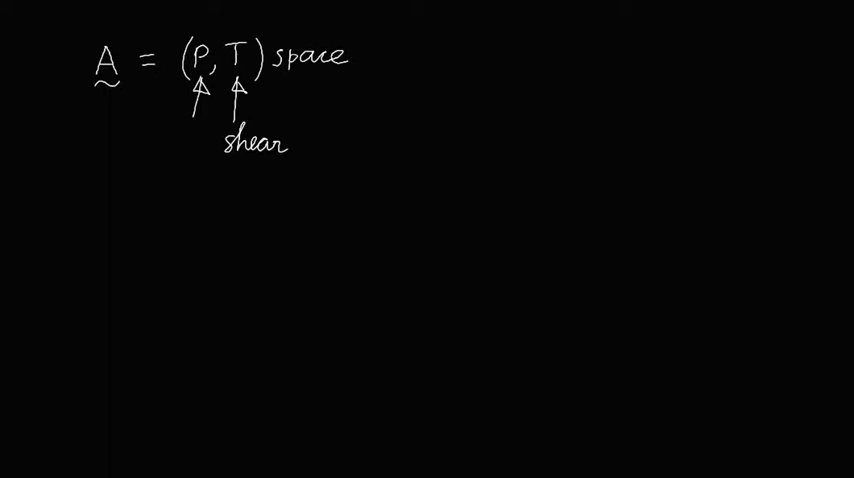 A = (P, T) space
shear